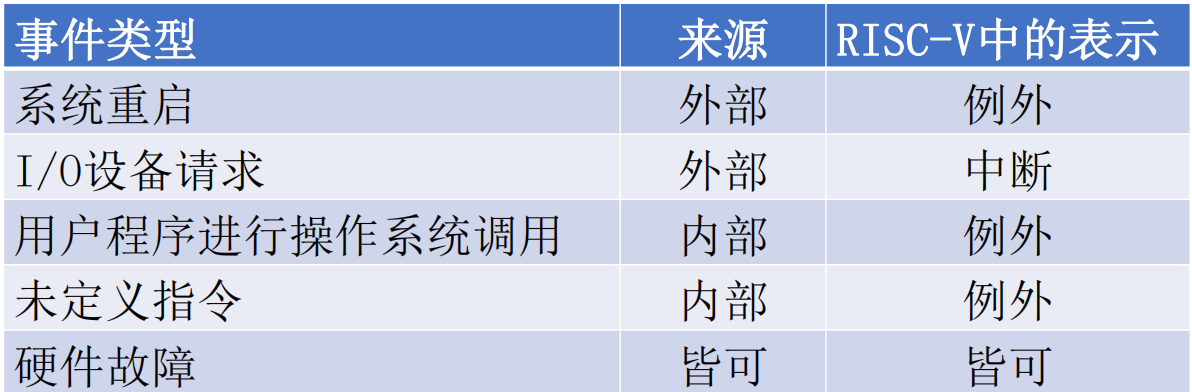 事件类型 来源 RISC-V中的表示
系统重启 外部 例外
I/O设备请求 外部 中断
用户程序进行操作系统调用 内部 例外
未定义指令 内部 例外
硬件故障 皆可 皆可